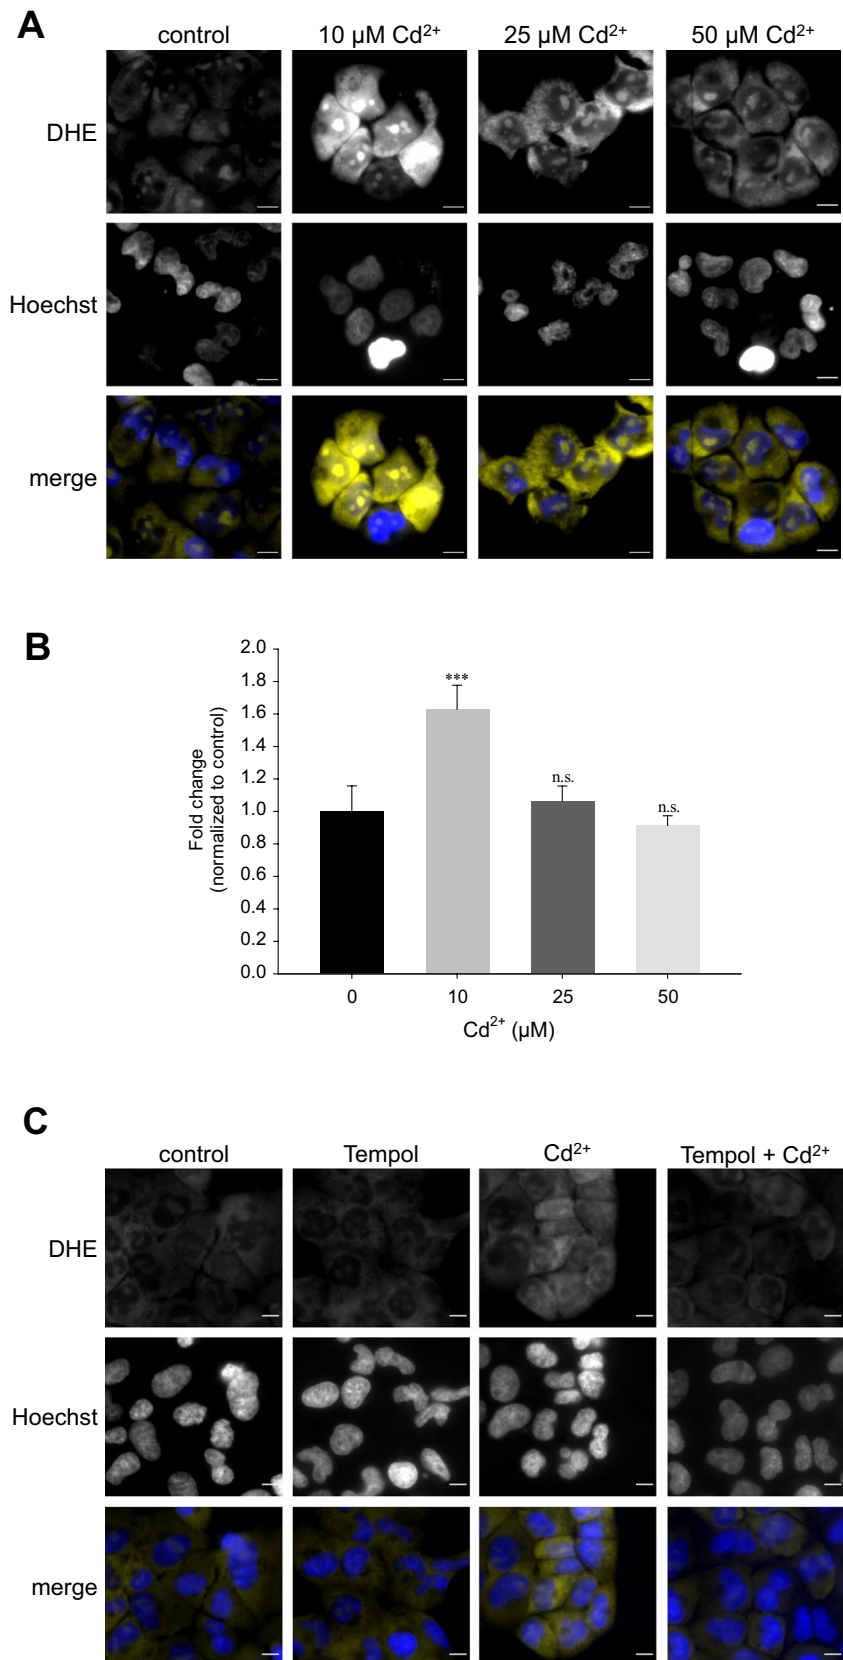 A
control 10 µM Cd²⁺ 25 µM Cd²⁺ 50 µM Cd²⁺
DHE
Hoechst
merge
B
2.0
1.8
1.6
1.4
1.2
1.0
0.8
0.6
0.4
0.2
0.0
Fold change
(normalized to control)
***
n.s.
n.s.
0 10 25 50
Cd²⁺ (µM)
C
control Tempol Cd²⁺ Tempol + Cd²⁺
DHE
Hoechst
merge